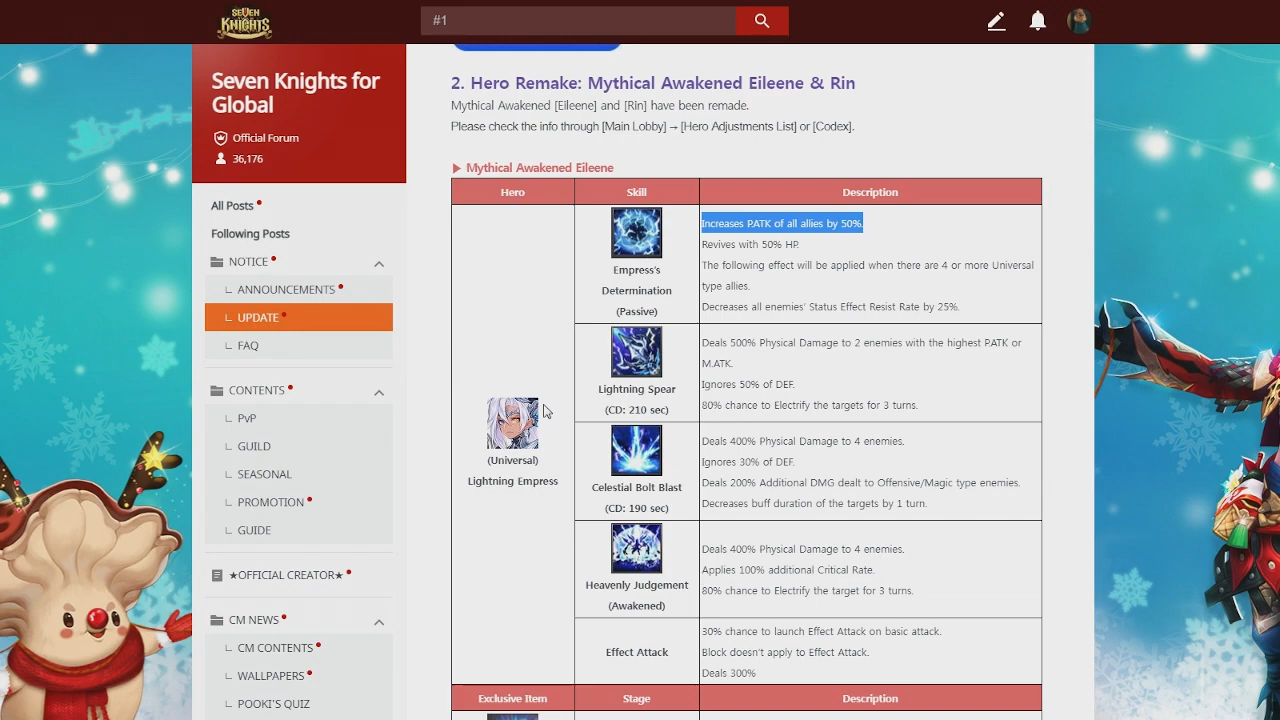 SEVEN
KNIGHTS
#1
Seven Knights for
Global
Official Forum
36,176
All Posts
Following Posts
NOTICE
ANNOUNCEMENTS
UPDATE
FAQ
CONTENTS
PvP
GUILD
SEASONAL
PROMOTION
GUIDE
★OFFICIAL CREATOR★
CM NEWS
CM CONTENTS
WALLPAPERS
POOKI'S QUIZ
2. Hero Remake: Mythical Awakened Eileene & Rin
Mythical Awakened [Eileene] and [Rin] have been remade.
Please check the info through [Main Lobby] → [Hero Adjustments List] or [Codex].
▶ Mythical Awakened Eileene
Hero Skill Description
(Universal)
Lightning Empress
Empress's
Determination
(Passive)
Increases P.ATK of all allies by 50%.
Revives with 50% HP.
The following effect will be applied when there are 4 or more Universal
type allies.
Decreases all enemies' Status Effect Resist Rate by 25%.
Lightning Spear
(CD: 210 sec)
Deals 500% Physical Damage to 2 enemies with the highest P.ATK or
M.ATK.
Ignores 50% of DEF.
80% chance to Electrify the targets for 3 turns.
Celestial Bolt Blast
(CD: 190 sec)
Deals 400% Physical Damage to 4 enemies.
Ignores 30% of DEF.
Deals 200% Additional DMG dealt to Offensive/Magic type enemies.
Decreases buff duration of the targets by 1 turn.
Heavenly Judgement
(Awakened)
Deals 400% Physical Damage to 4 enemies.
Applies 100% additional Critical Rate.
80% chance to Electrify the target for 3 turns.
Effect Attack
30% chance to launch Effect Attack on basic attack.
Block doesn't apply to Effect Attack.
Deals 300%
Exclusive Item Stage Description